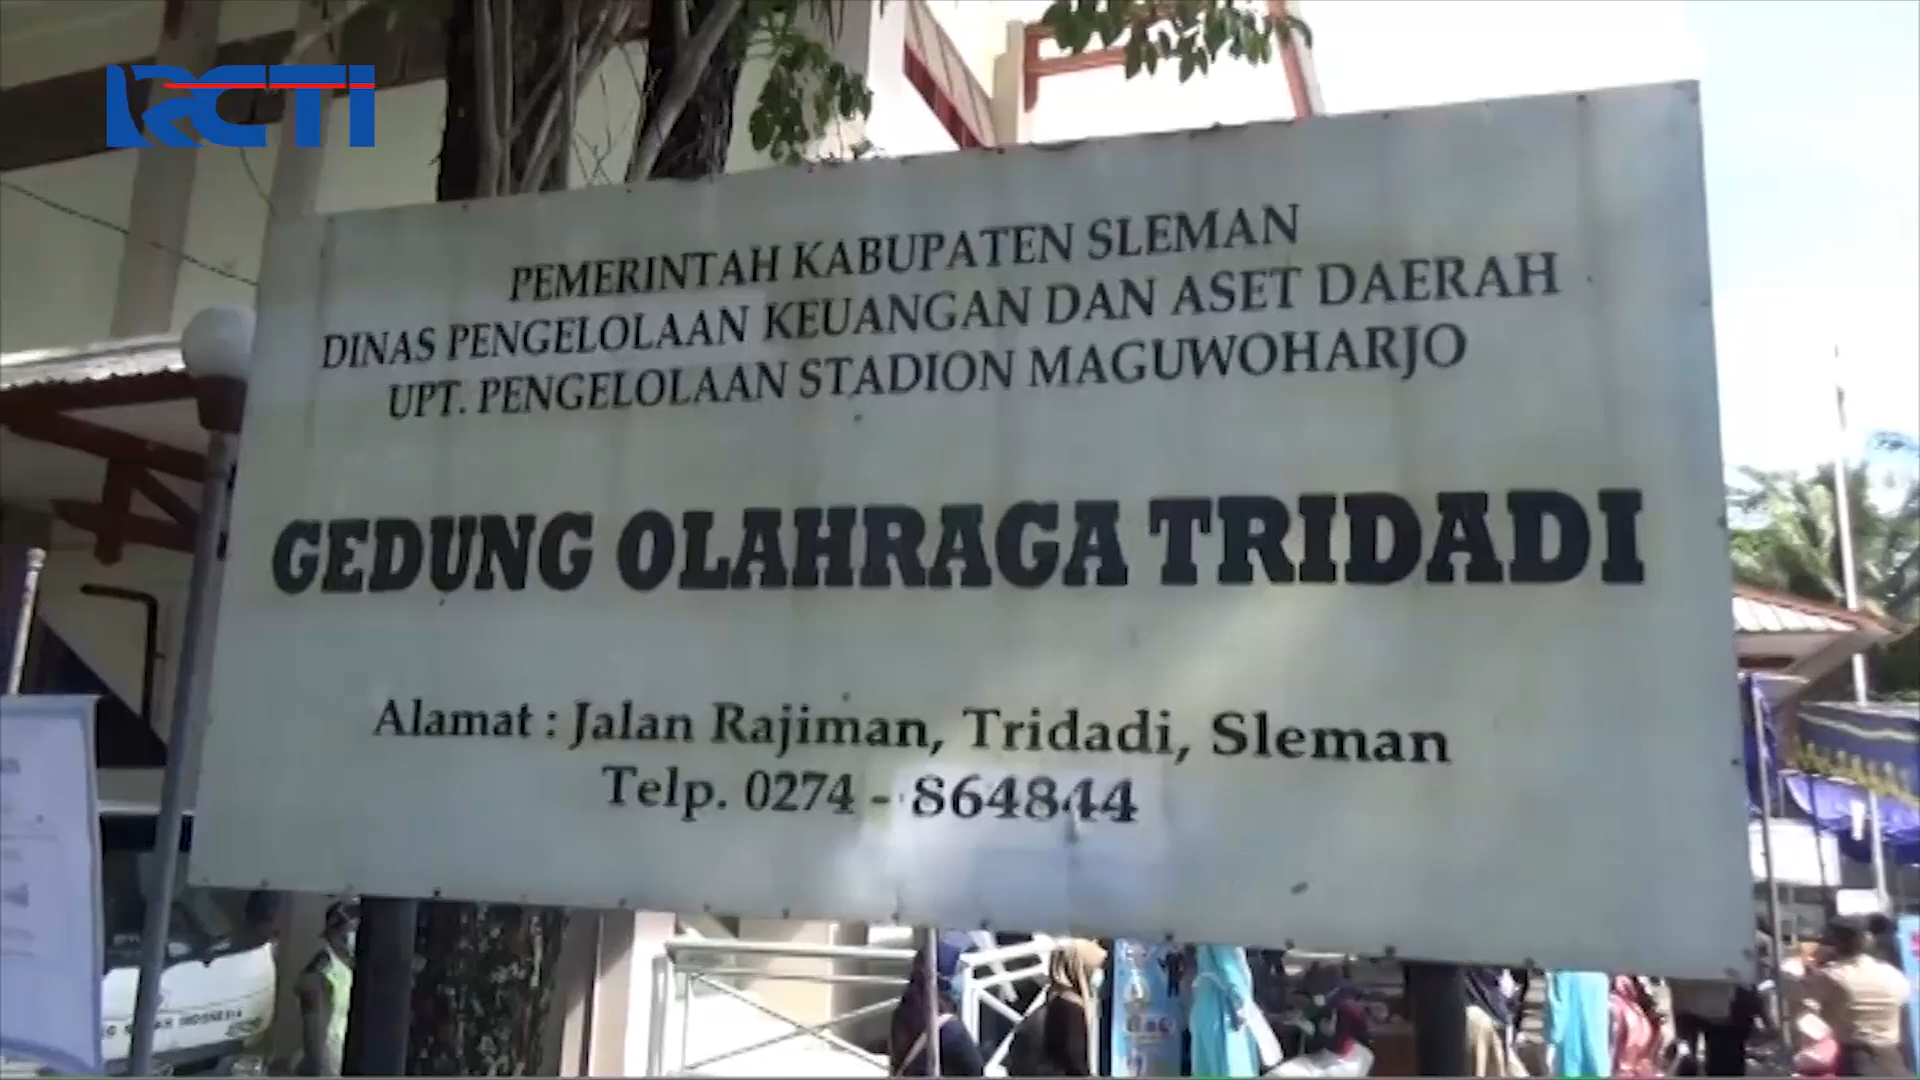 RCTI
PEMERINTAH KABUPATEN SLEMAN
DINAS PENGELOLAAN KEUANGAN DAN ASET DAERAH
UPT. PENGELOLAAN STADION MAGUWOHARJO
GEDUNG OLAHRAGA TRIDADI
Alamat : Jalan Rajiman, Tridadi, Sleman
Telp. 0274 - 864844